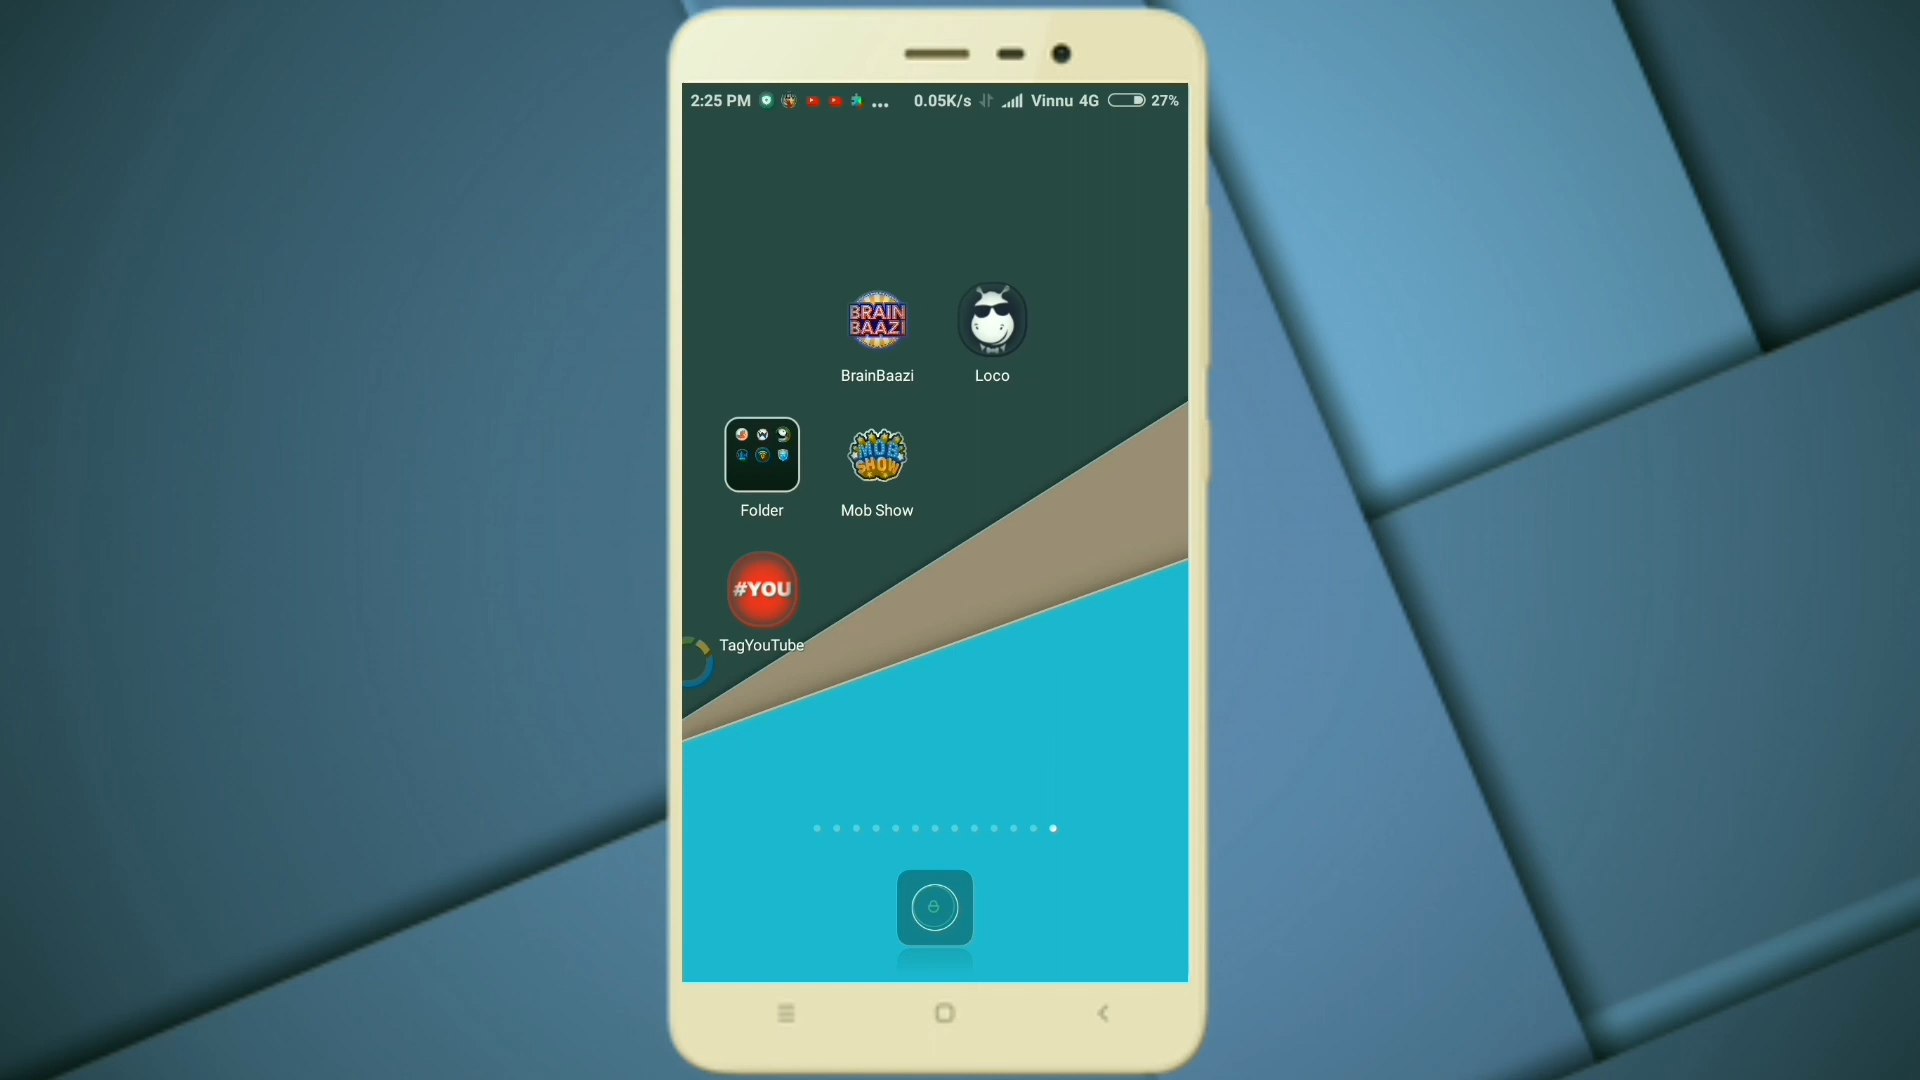 2:25 PM ... 0.05K/s Vinnu 4G 27%
BRAIN
BAAZI
BrainBaazi
Loco
MOB
SHOW
Folder
Mob Show
#YOU
TagYouTube